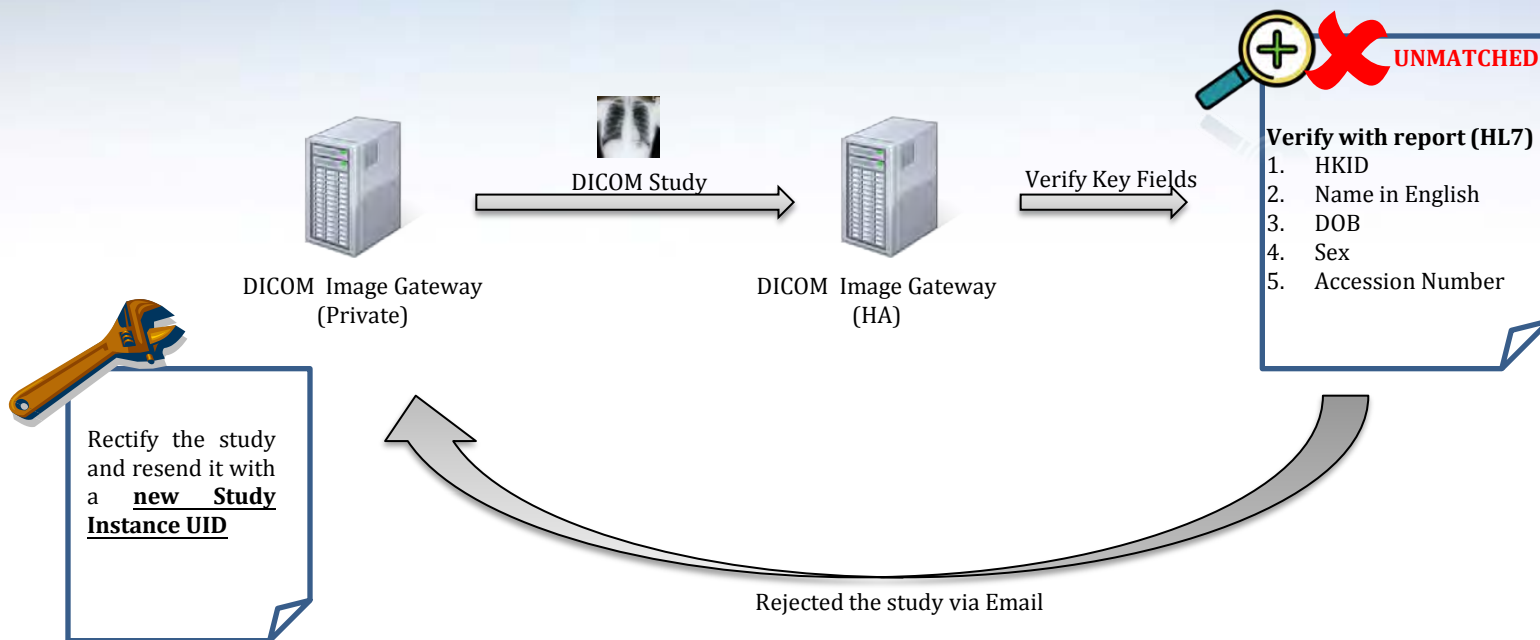 UNMATCHED
DICOM Study
Verify Key Fields
Verify with report (HL7)
1. HKID
2. Name in English
3. DOB
4. Sex
5. Accession Number
DICOM Image Gateway
(Private)
DICOM Image Gateway
(HA)
Rectify the study
and resend it with
a new Study
Instance UID
Rejected the study via Email